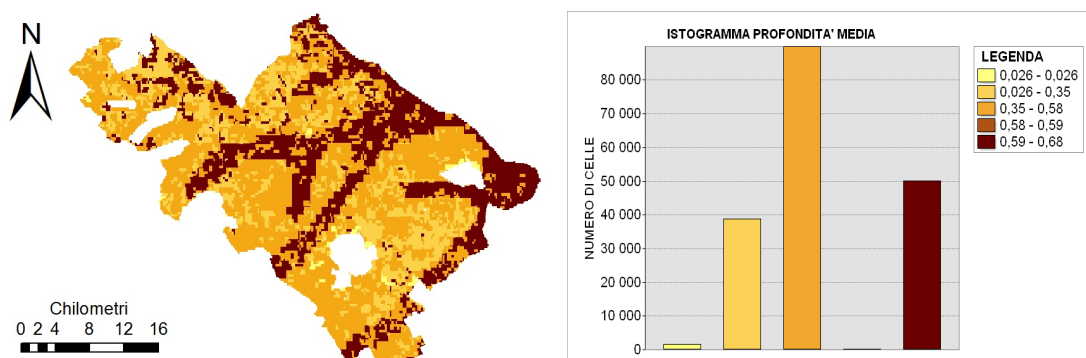 N
Chilometri
0 2 4 8 12 16
ISTOGRAMMA PROFONDITA' MEDIA
NUMERO DI CELLE
80 000
70 000
60 000
50 000
40 000
30 000
20 000
10 000
0
LEGENDA
0,026 - 0,026
0,026 - 0,35
0,35 - 0,58
0,58 - 0,59
0,59 - 0,68